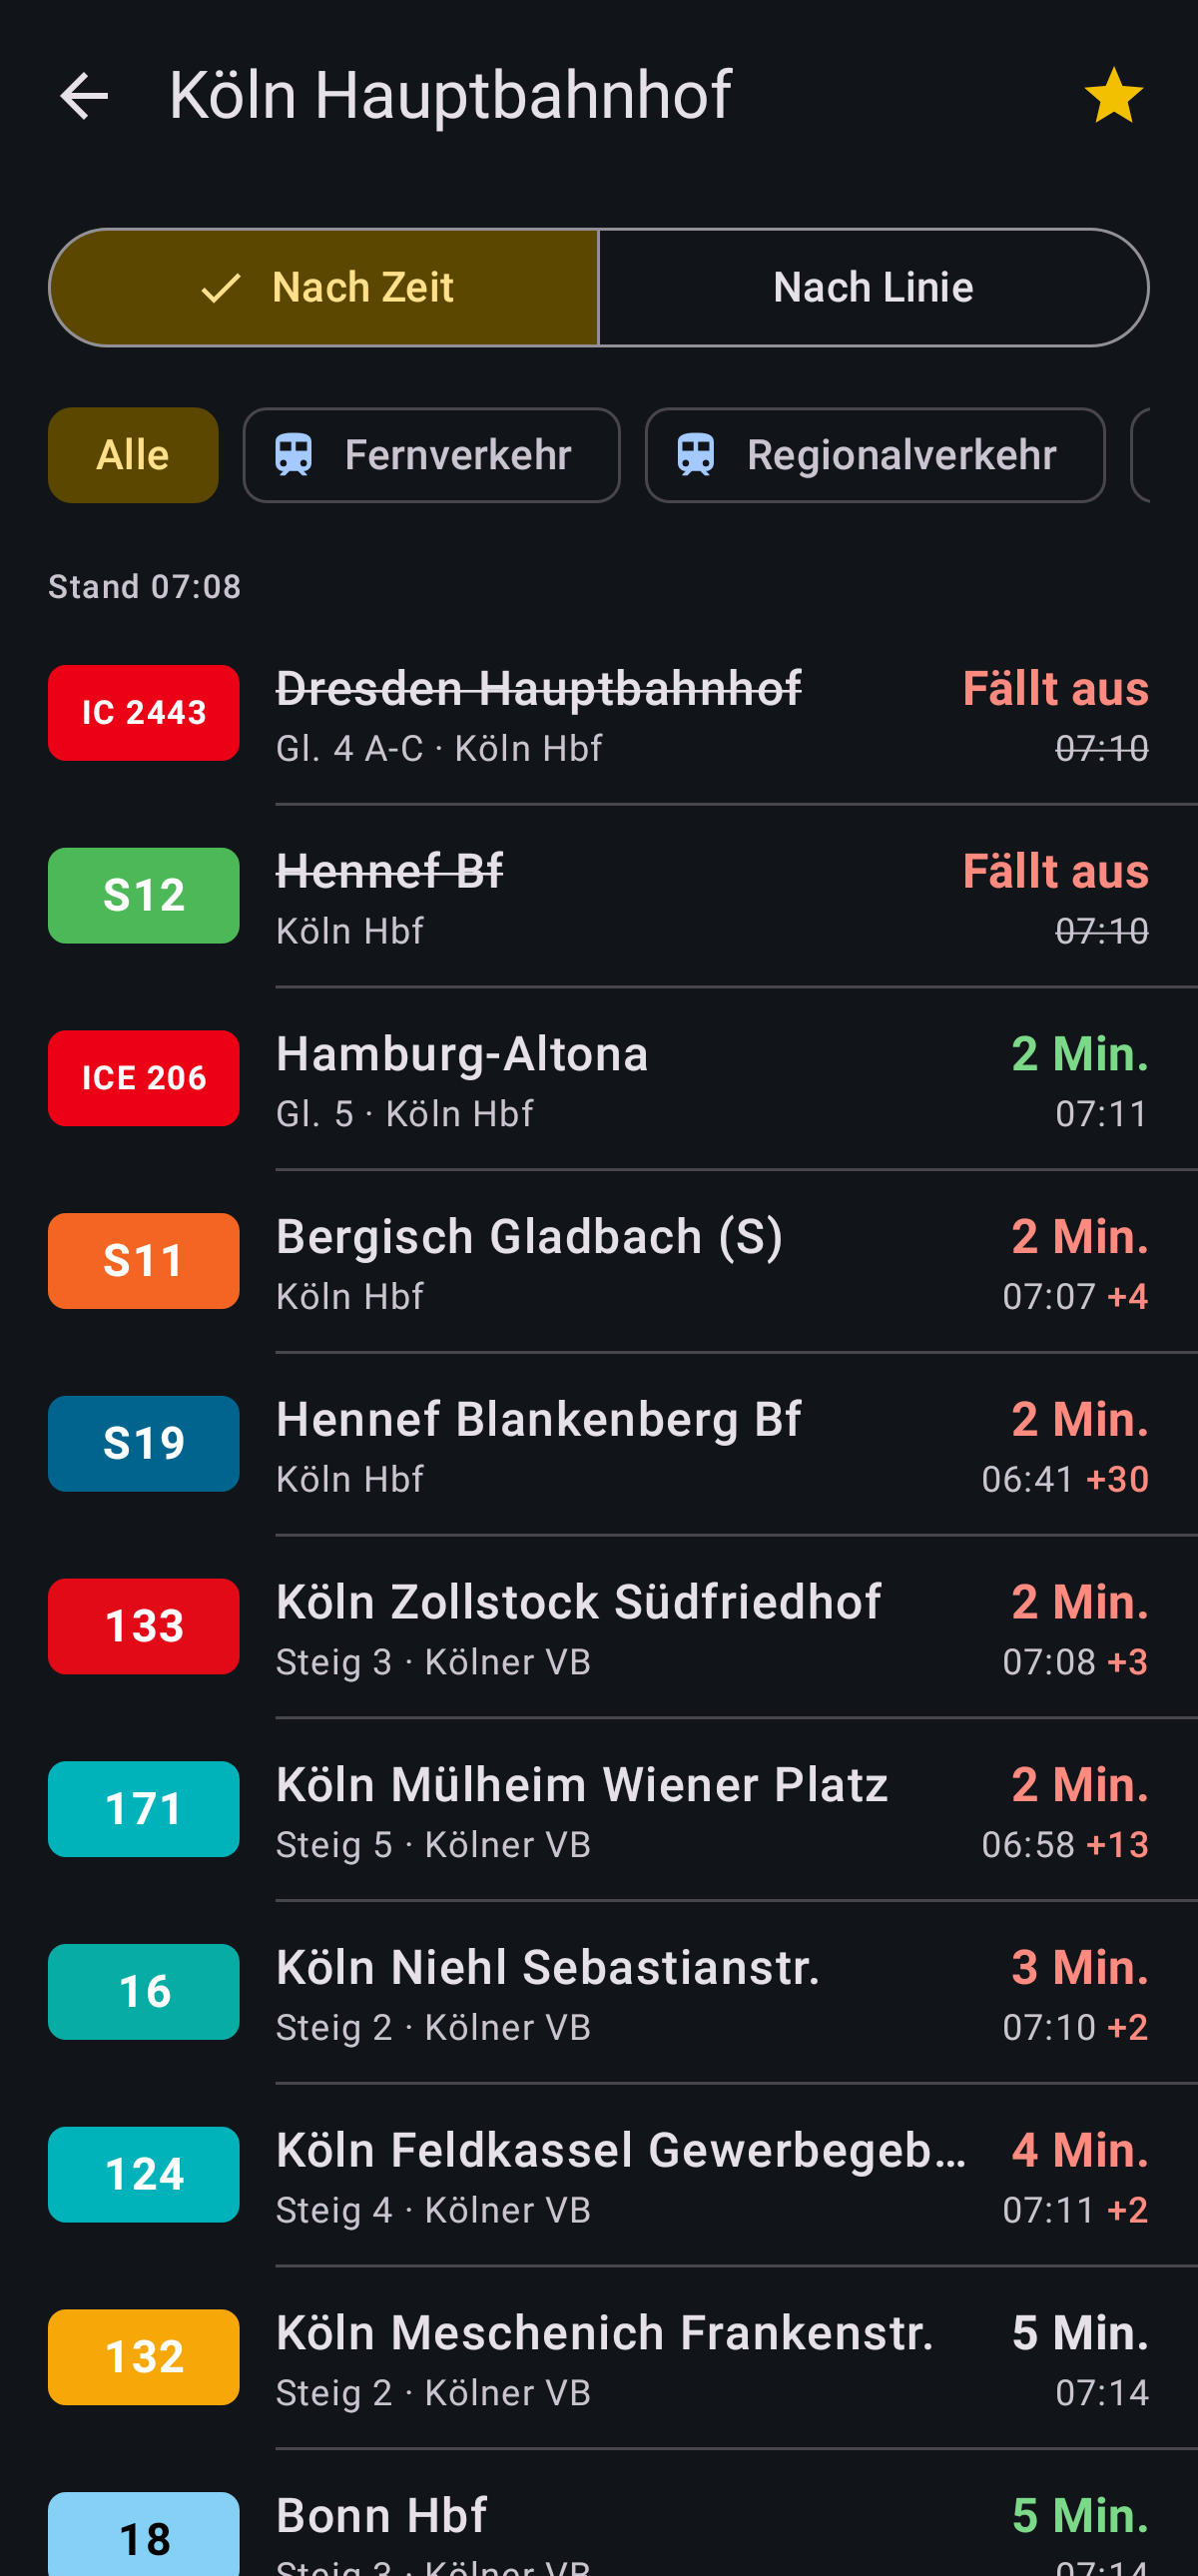 Köln Hauptbahnhof
Nach Zeit Nach Linie
Alle Fernverkehr Regionalverkehr
Stand 07:08
IC 2443 Dresden Hauptbahnhof Fällt aus
Gl. 4 A-C · Köln Hbf 07:10
S12 Hennef Bf Fällt aus
Köln Hbf 07:10
ICE 206 Hamburg-Altona 2 Min.
Gl. 5 · Köln Hbf 07:11
S11 Bergisch Gladbach (S) 2 Min.
Köln Hbf 07:07 +4
S19 Hennef Blankenberg Bf 2 Min.
Köln Hbf 06:41 +30
133 Köln Zollstock Südfriedhof 2 Min.
Steig 3 · Kölner VB 07:08 +3
171 Köln Mülheim Wiener Platz 2 Min.
Steig 5 · Kölner VB 06:58 +13
16 Köln Niehl Sebastianstr. 3 Min.
Steig 2 · Kölner VB 07:10 +2
124 Köln Feldkassel Gewerbegeb… 4 Min.
Steig 4 · Kölner VB 07:11 +2
132 Köln Meschenich Frankenstr. 5 Min.
Steig 2 · Kölner VB 07:14
18 Bonn Hbf 5 Min.
Steig 3 · Kölner VB 07:14